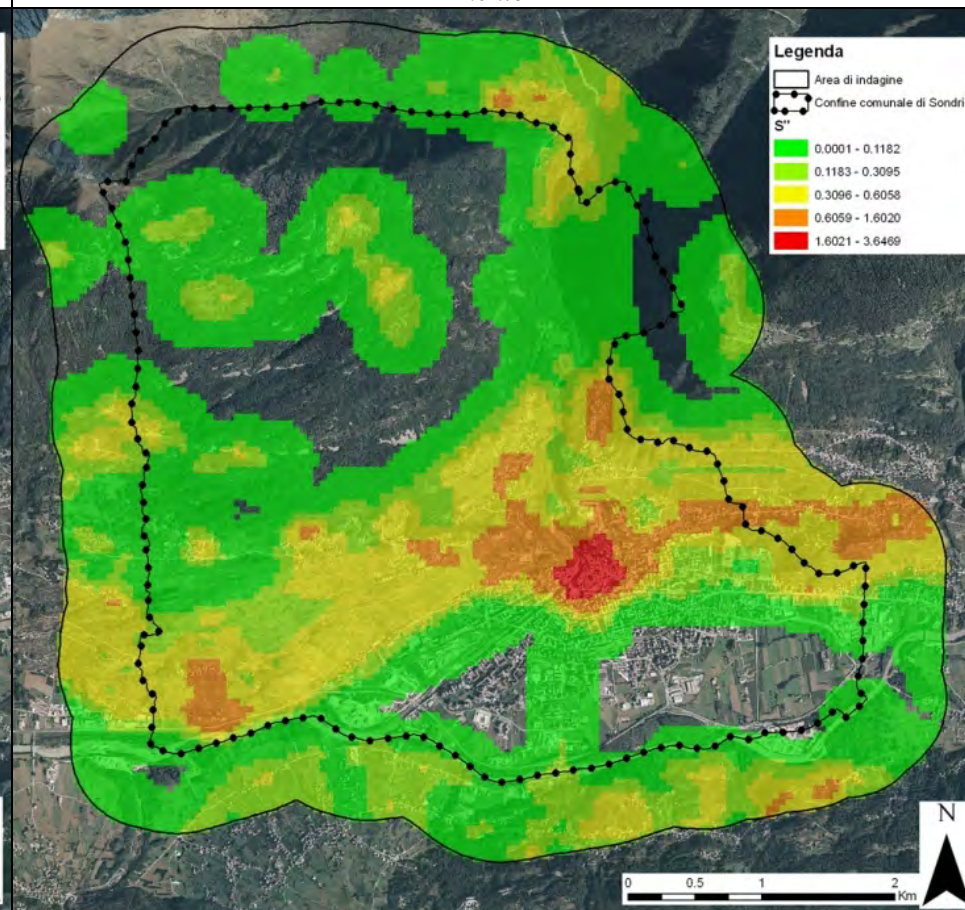 Legenda
Area di indagine
Confine comunale di Sondri
S''
0.0001 - 0.1182
0.1183 - 0.3095
0.3096 - 0.6058
0.6059 - 1.6020
1.6021 - 3.6469
N
0 0.5 1 2
Km